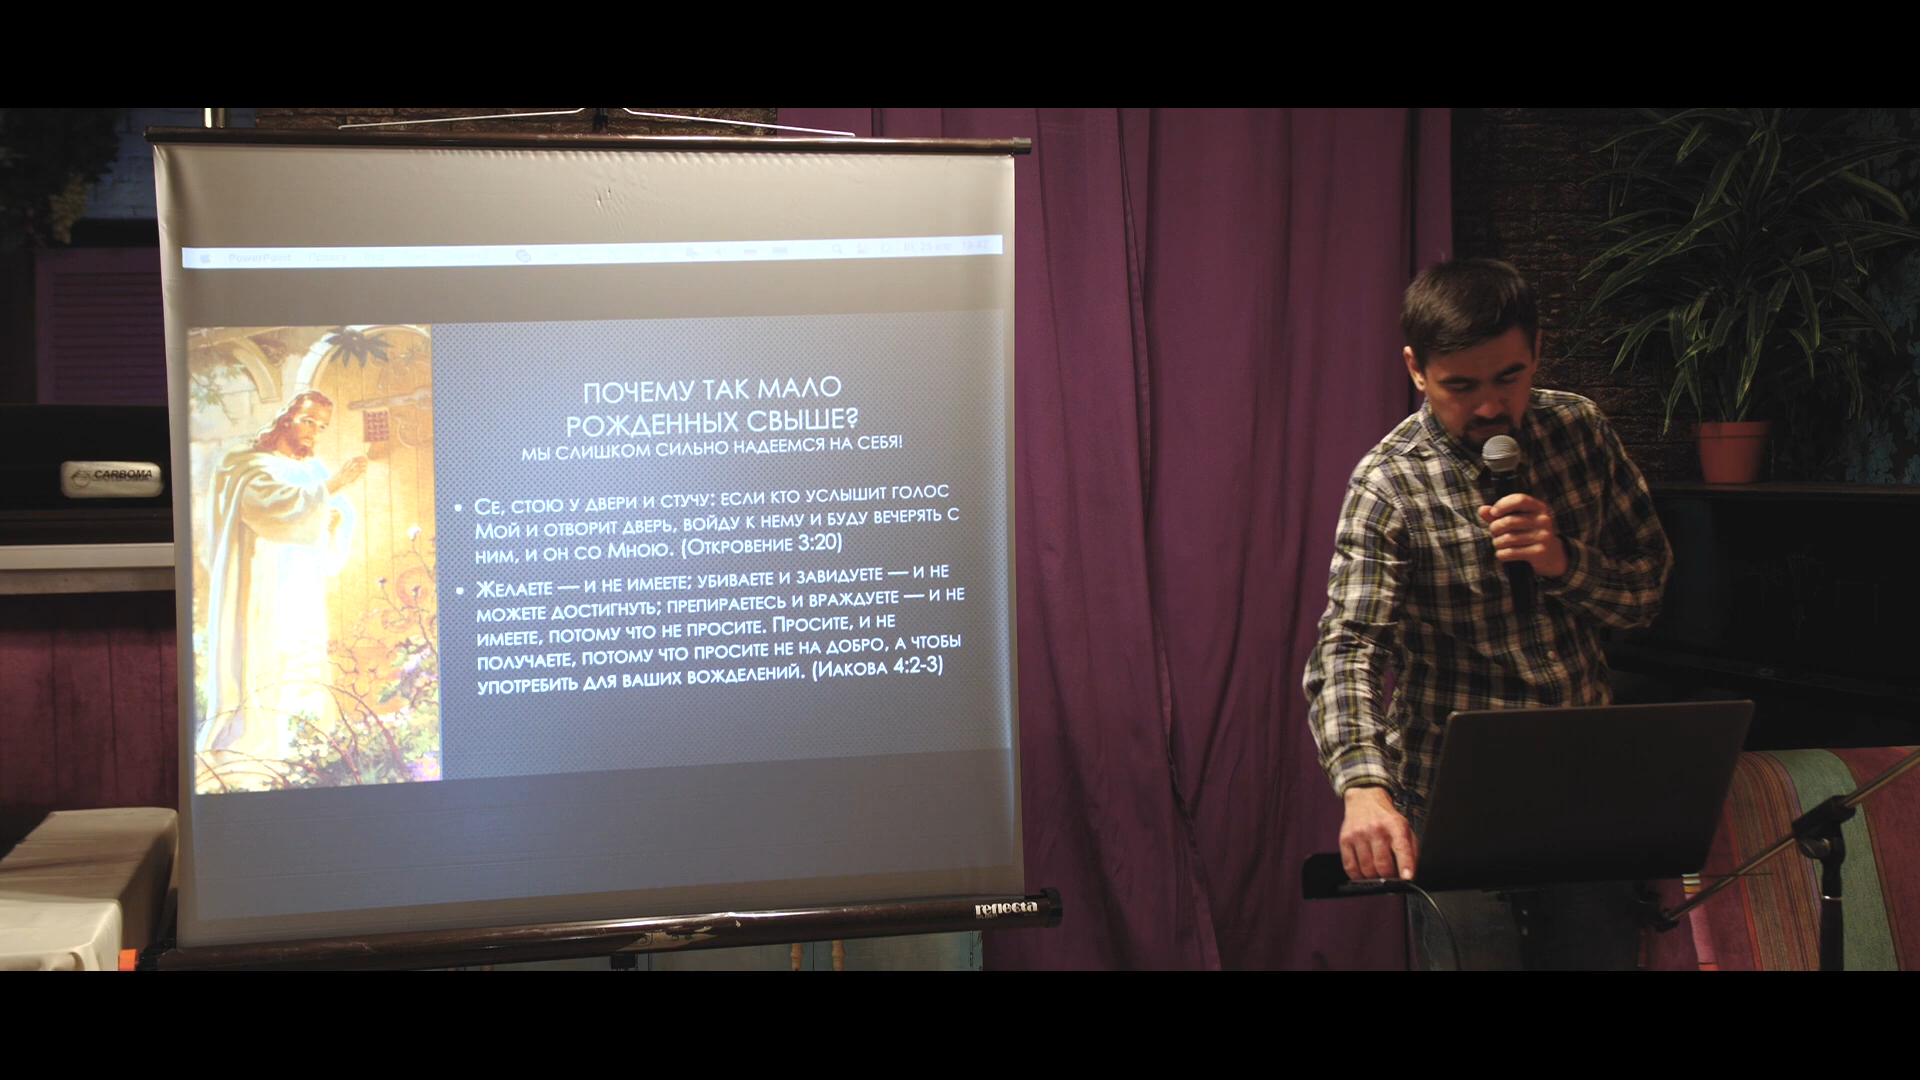 PowerPoint Правка
ПОЧЕМУ ТАК МАЛО
РОЖДЕННЫХ СВЫШЕ?
МЫ СЛИШКОМ СИЛЬНО НАДЕЕМСЯ НА СЕБЯ!
• Се, стою у двери и стучу: если кто услышит голос
Мой и отворит дверь, войду к нему и буду вечерять с
ним, и он со Мною. (Откровение 3:20)
• Желаете — и не имеете; убиваете и завидуете — и не
можете достигнуть; препираетесь и враждуете — и не
имеете, потому что не просите. Просите, и не
получаете, потому что просите не на добро, а чтобы
употребить для ваших вожделений. (Иакова 4:2-3)
CARBOMA
reflecta